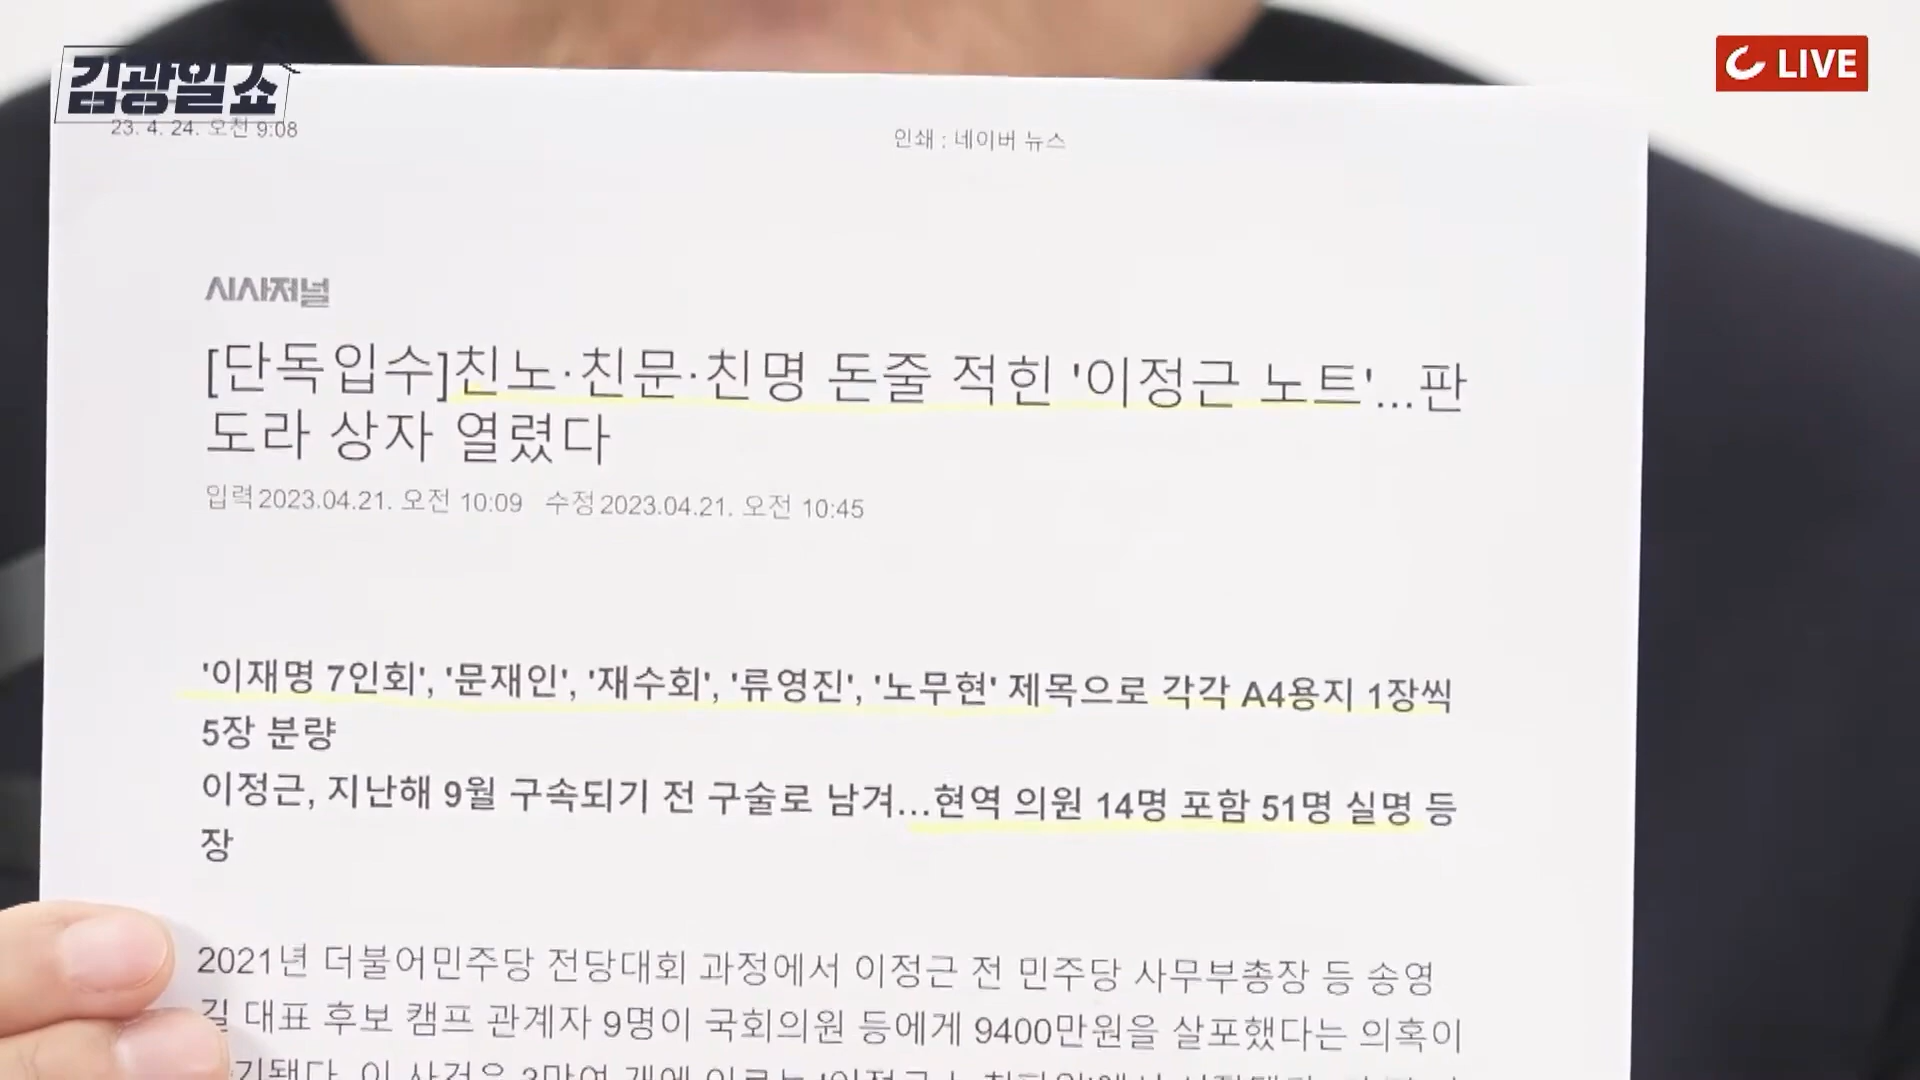 김광일쇼
LIVE
23. 4. 24. 오전 9:08
인쇄 : 네이버 뉴스
시사저널
[단독입수]친노·친문·친명 돈줄 적힌 '이정근 노트'...판
도라 상자 열렸다
입력2023.04.21. 오전 10:09 수정2023.04.21. 오전 10:45
'이재명 7인회', '문재인', '재수회', '류영진', '노무현' 제목으로 각각 A4용지 1장씩
5장 분량
이정근, 지난해 9월 구속되기 전 구술로 남겨…현역 의원 14명 포함 51명 실명 등
장
2021년 더불어민주당 전당대회 과정에서 이정근 전 민주당 사무부총장 등 송영
길 대표 후보 캠프 관계자 9명이 국회의원 등에게 9400만원을 살포했다는 의혹이